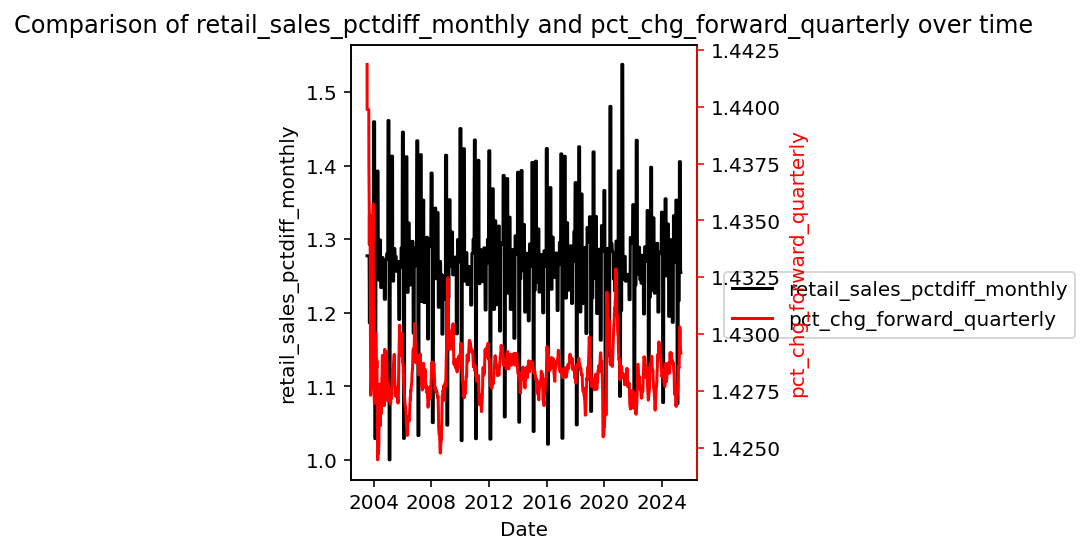 Comparison of retail_sales_pctdiff_monthly and pct_chg_forward_quarterly over time
retail_sales_pctdiff_monthly
1.5
1.4
1.3
1.2
1.1
1.0
2004 2008 2012 2016 2020 2024
Date
1.4425
1.4400
1.4375
1.4350
1.4325
1.4300
1.4275
1.4250
pct_chg_forward_quarterly
retail_sales_pctdiff_monthly
pct_chg_forward_quarterly